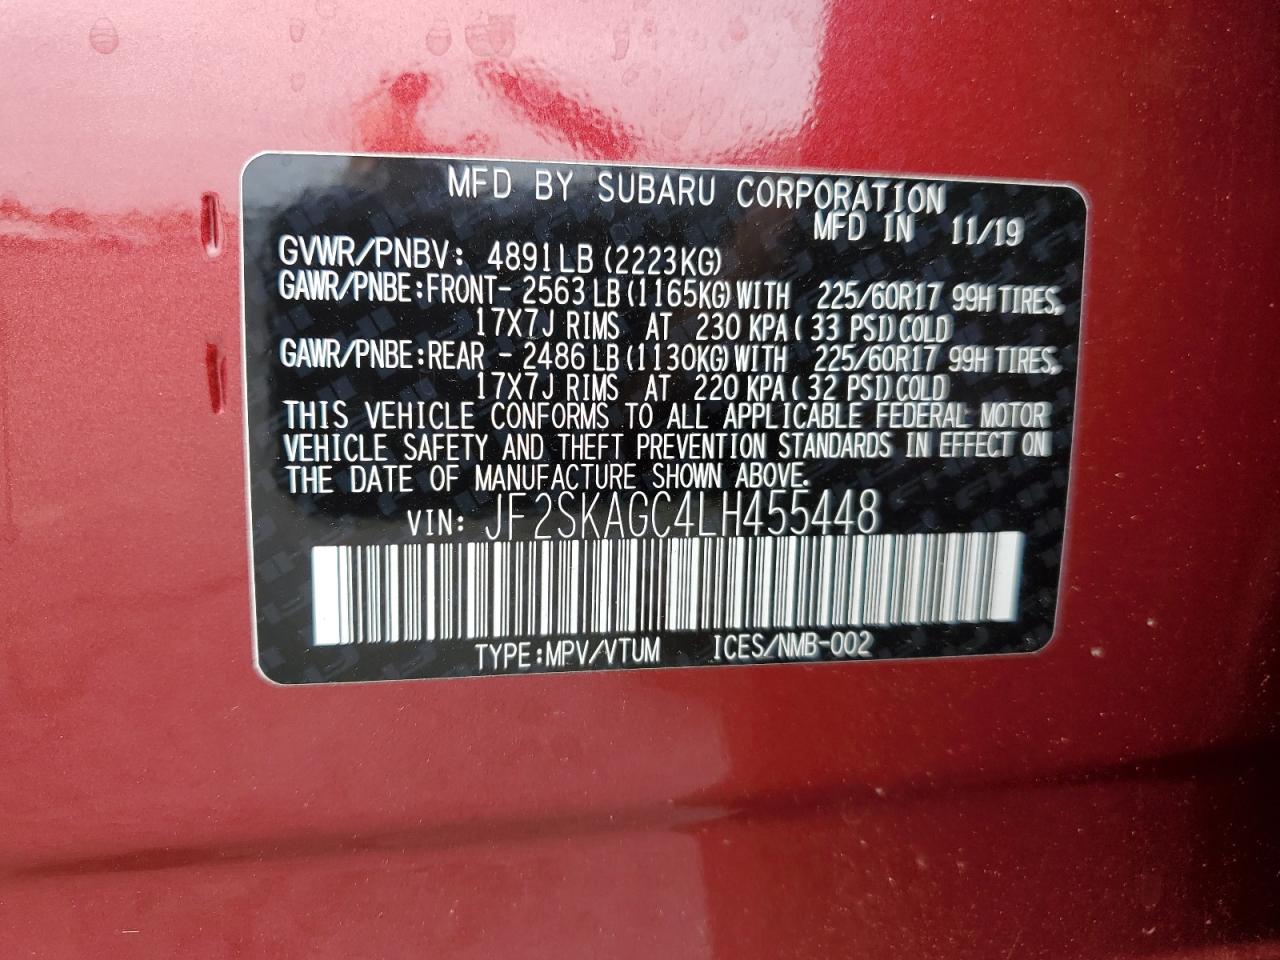 MFD BY SUBARU CORPORATION
MFD IN 11/19
GVWR/PNBV: 4891LB (2223KG)
GAWR/PNBE:FRONT- 2563 LB (1165KG) WITH 225/60R17 99H TIRES,
17X7J RIMS AT 230 KPA ( 33 PSI) COLD
GAWR/PNBE:REAR - 2486 LB (1130KG) WITH 225/60R17 99H TIRES,
17X7J RIMS AT 220 KPA ( 32 PSI) COLD
THIS VEHICLE CONFORMS TO ALL APPLICABLE FEDERAL MOTOR
VEHICLE SAFETY AND THEFT PREVENTION STANDARDS IN EFFECT ON
THE DATE OF MANUFACTURE SHOWN ABOVE.
VIN: JF2SKAGC4LH455448
TYPE:MPV/VTUM ICES/NMB-002